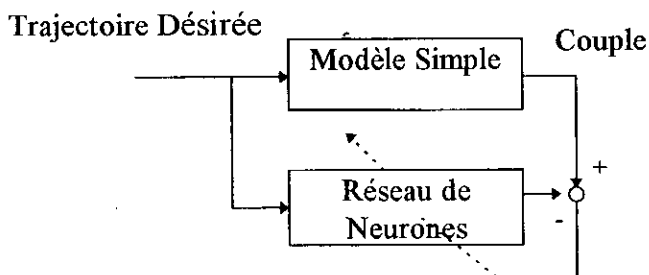 Trajectoire Désirée
Modèle Simple
Couple
+
Réseau de
Neurones
-